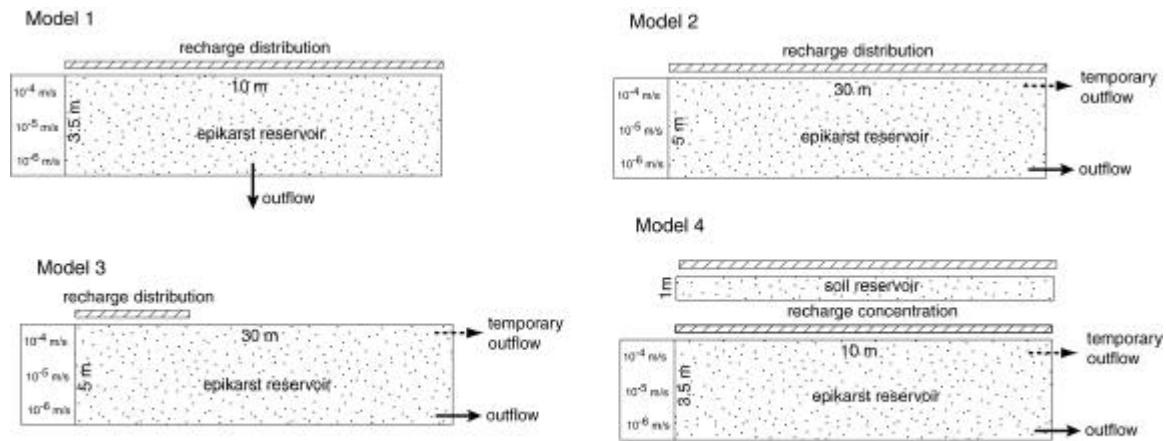 Model 1
recharge distribution
10 m
10-4 m/s
10-5 m/s
10-6 m/s
3.5 m
epikarst reservoir
outflow
Model 2
recharge distribution
30 m
10-4 m/s
10-5 m/s
10-6 m/s
5 m
epikarst reservoir
temporary
outflow
outflow
Model 3
recharge distribution
30 m
10-4 m/s
10-5 m/s
10-6 m/s
5 m
epikarst reservoir
temporary
outflow
outflow
Model 4
1m
soil reservoir
recharge concentration
10 m
10-4 m/s
10-5 m/s
10-6 m/s
3.5 m
epikarst reservoir
temporary
outflow
outflow